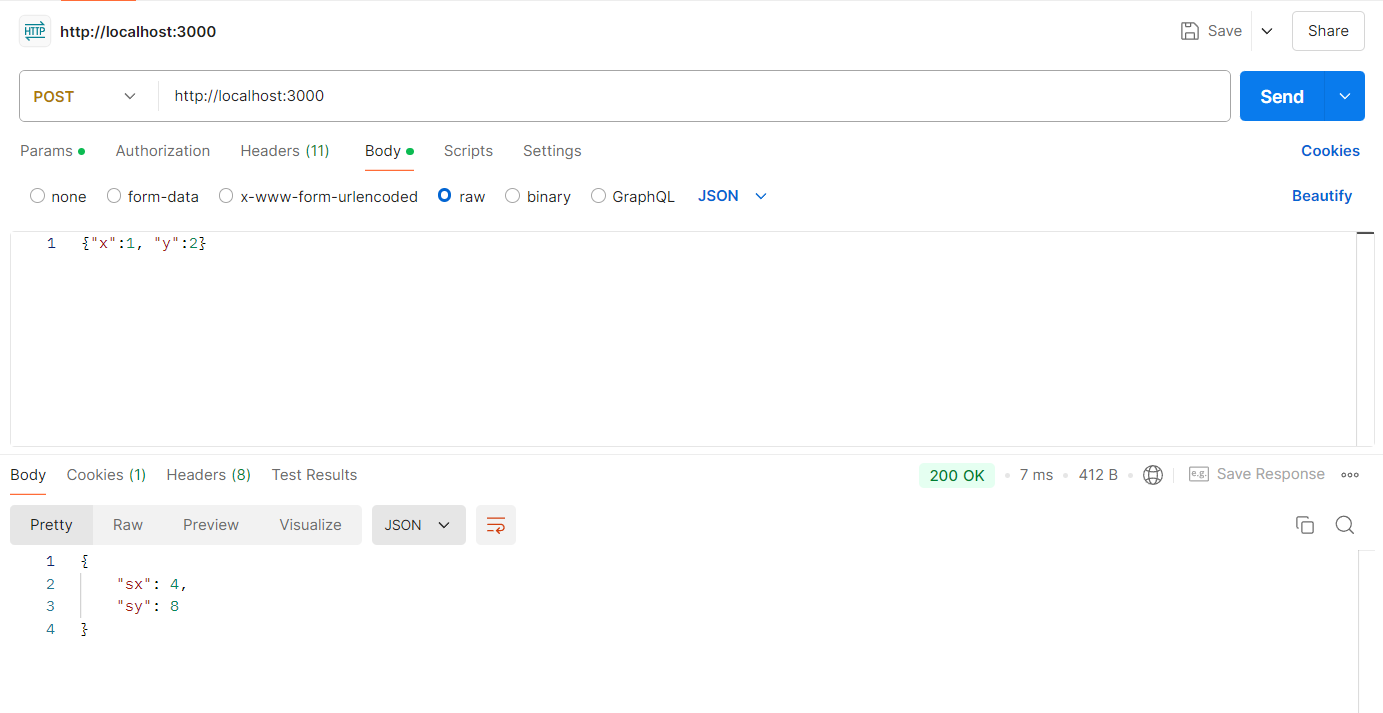 HTTP http://localhost:3000 Save Share
POST http://localhost:3000 Send
Params Authorization Headers (11) Body Scripts Settings Cookies
none form-data x-www-form-urlencoded raw binary GraphQL JSON Beautify
1 {"x":1, "y":2}
Body Cookies (1) Headers (8) Test Results 200 OK 7 ms 412 B e.g. Save Response
Pretty Raw Preview Visualize JSON
1 {
2 "sx": 4,
3 "sy": 8
4 }